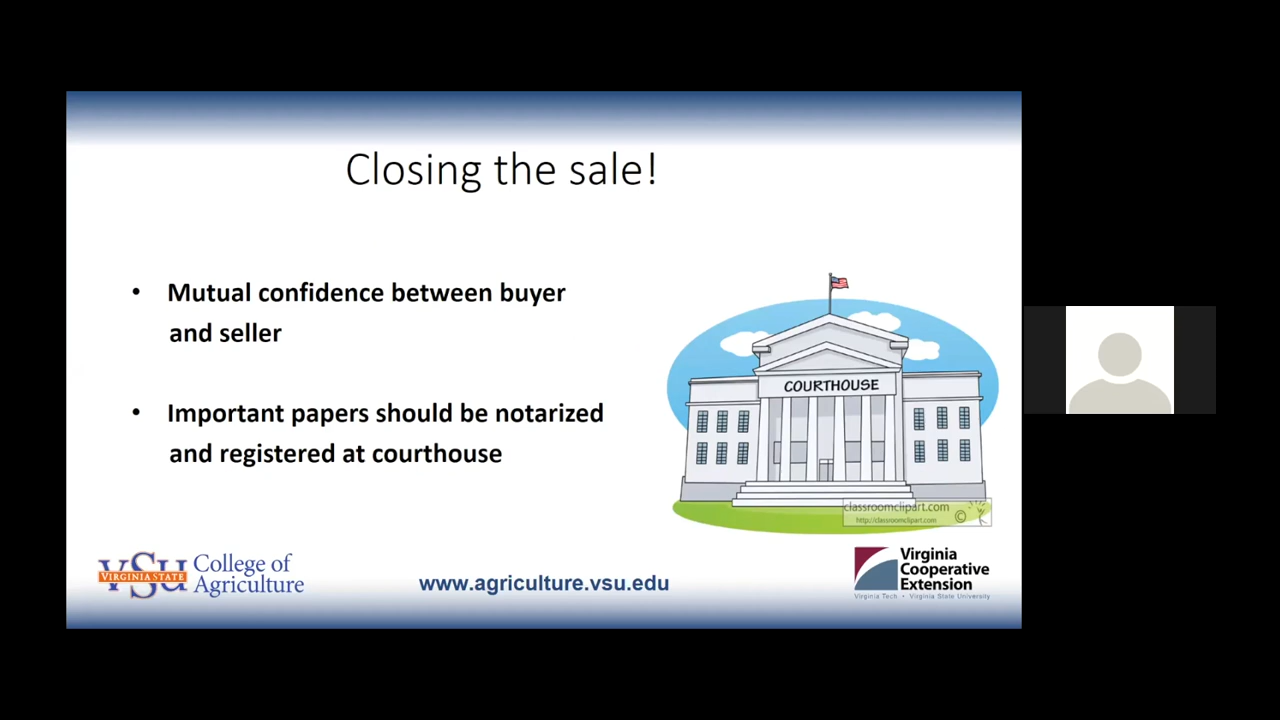 Closing the sale!
• Mutual confidence between buyer
and seller
• Important papers should be notarized
and registered at courthouse
COURTHOUSE
classroomclipart.com
http://classroomclipart.com
©
VSU
VIRGINIA STATE
College of
Agriculture
www.agriculture.vsu.edu
Virginia
Cooperative
Extension
Virginia Tech • Virginia State University